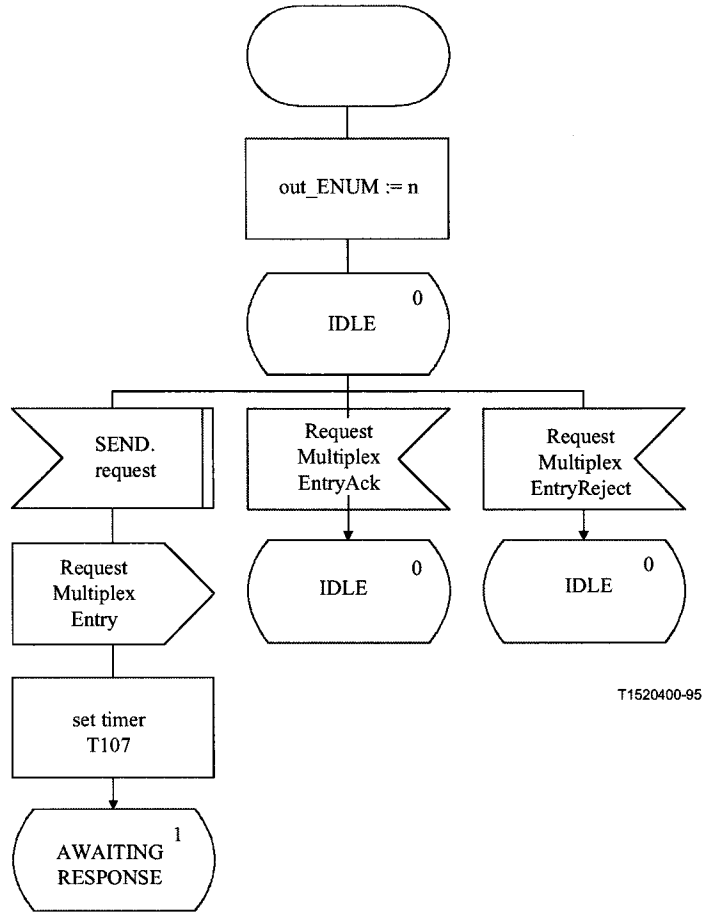 out_ENUM := n
0
IDLE
SEND.
request
Request
Multiplex
EntryAck
Request
Multiplex
EntryReject
Request
Multiplex
Entry
0
IDLE
0
IDLE
set timer
T107
T1520400-95
1
AWAITING
RESPONSE